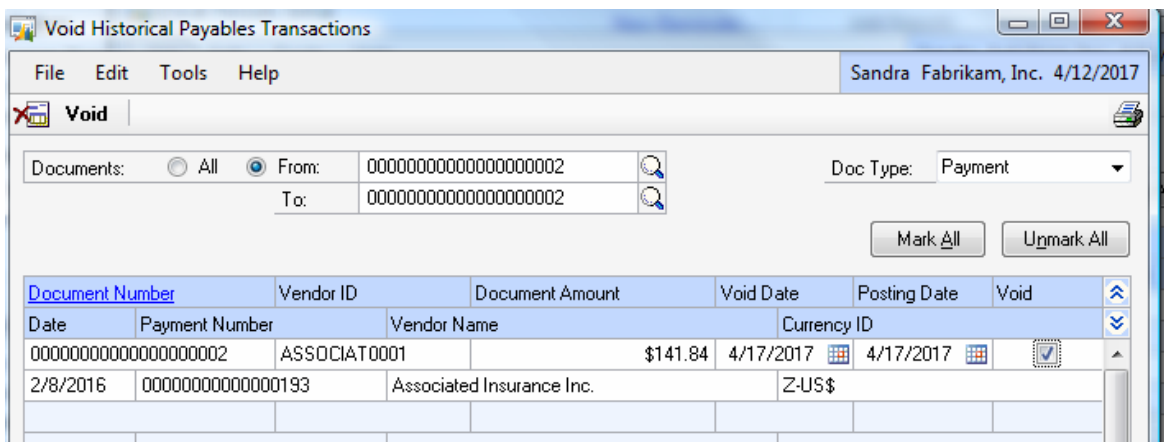 Void Historical Payables Transactions
File Edit Tools Help Sandra Fabrikam, Inc. 4/12/2017
Void
Documents: All From: 00000000000000000002 Doc Type: Payment
To: 00000000000000000002
Mark All Unmark All
Document Number Vendor ID Document Amount Void Date Posting Date Void
Date Payment Number Vendor Name Currency ID
00000000000000000002 ASSOCIAT0001 $141.84 4/17/2017 4/17/2017
2/8/2016 00000000000000193 Associated Insurance Inc. Z-US$